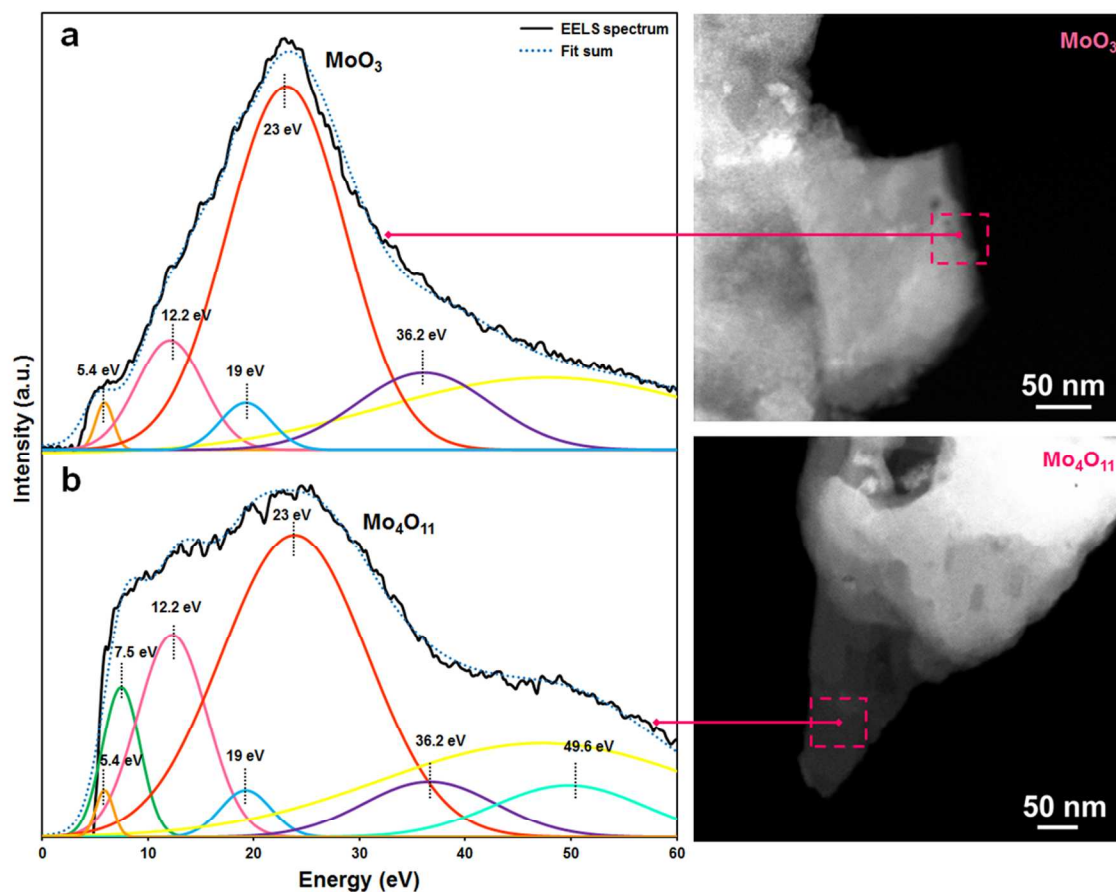 a
EELS spectrum
Fit sum
MoO₃
23 eV
12.2 eV
5.4 eV
19 eV
36.2 eV
b
Mo₄O₁₁
23 eV
12.2 eV
7.5 eV
5.4 eV
19 eV
36.2 eV
49.6 eV
Intensity (a.u.)
0 10 20 30 40 50 60
Energy (eV)
MoO₃
50 nm
Mo₄O₁₁
50 nm